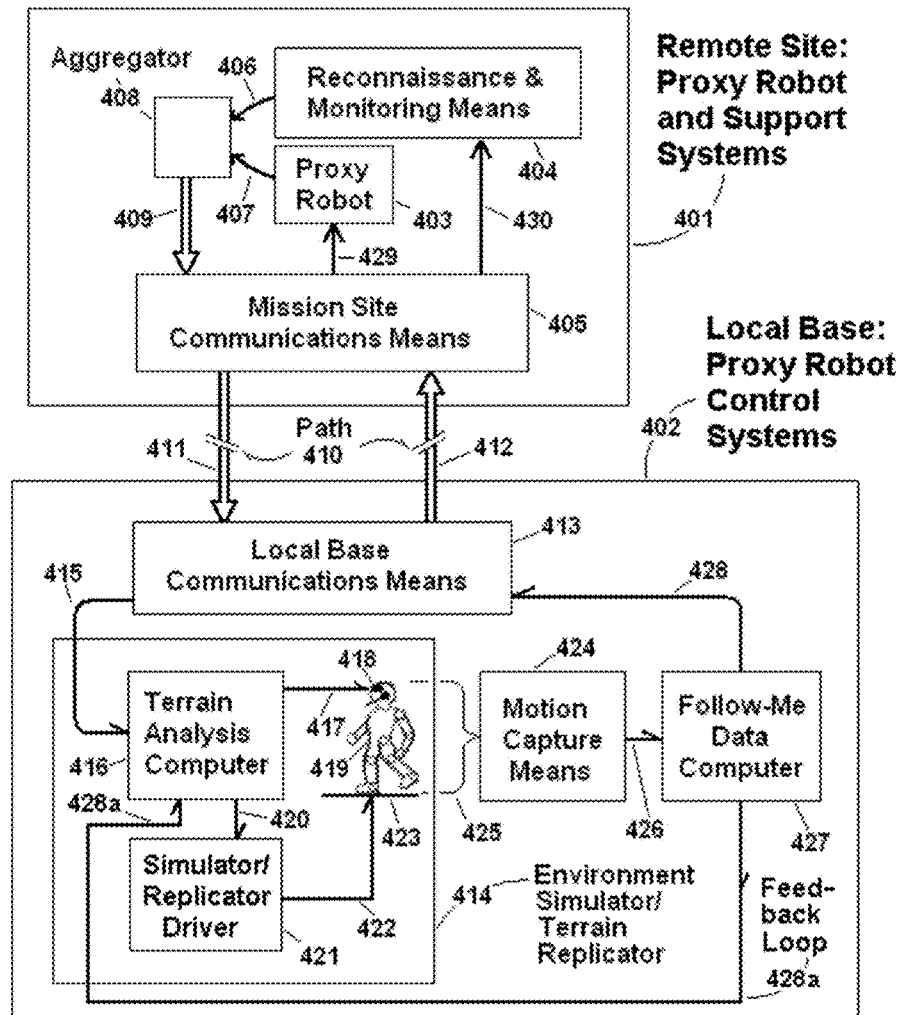 Remote Site:
Proxy Robot
and Support
Systems
401
Aggregator
408
406
Reconnaissance &
Monitoring Means
404
Proxy
Robot
403
407
409
429
430
Mission Site
Communications Means
405
Local Base:
Proxy Robot
Control
Systems
402
Path
410
411
412
Local Base
Communications Means
413
415
428
418
424
Terrain
Analysis
Computer
416
417
419
Motion
Capture
Means
Follow-Me
Data
Computer
428a
420
423
425
426
427
Simulator/
Replicator
Driver
421
422
414
Environment
Simulator/
Terrain
Replicator
Feed-
back
Loop
428a